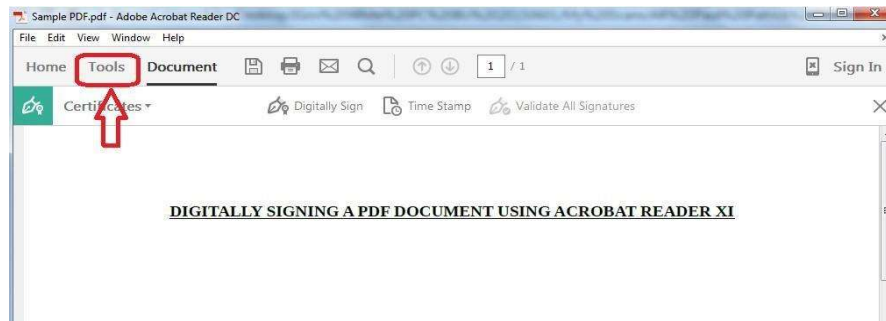 Sample PDF.pdf - Adobe Acrobat Reader DC
File Edit View Window Help
Home Tools Document 1 / 1 Sign In
Certificates Digitally Sign Time Stamp Validate All Signatures
DIGITALLY SIGNING A PDF DOCUMENT USING ACROBAT READER XI